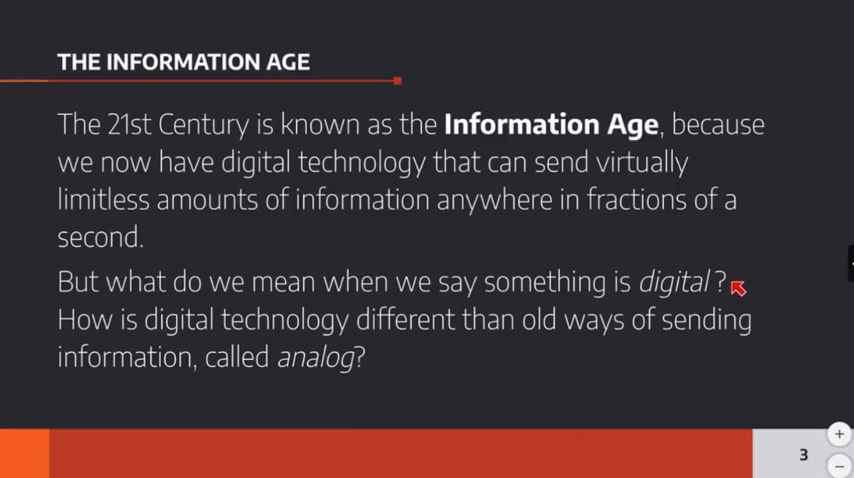 THE INFORMATION AGE
The 21st Century is known as the Information Age, because
we now have digital technology that can send virtually
limitless amounts of information anywhere in fractions of a
second.
But what do we mean when we say something is digital?
How is digital technology different than old ways of sending
information, called analog?
3